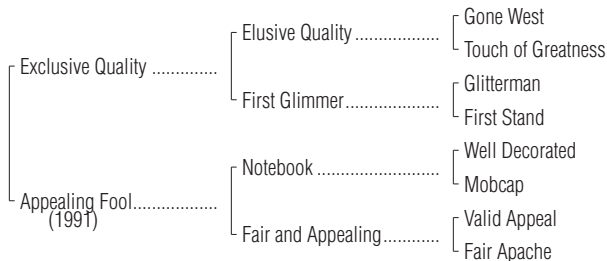 Gone West
Elusive Quality ..................
Touch of Greatness
Exclusive Quality ..............
Glitterman
First Glimmer....................
First Stand
Well Decorated
Notebook ..........................
Mobcap
Appealing Fool..................
(1991)
Valid Appeal
Fair and Appealing............
Fair Apache